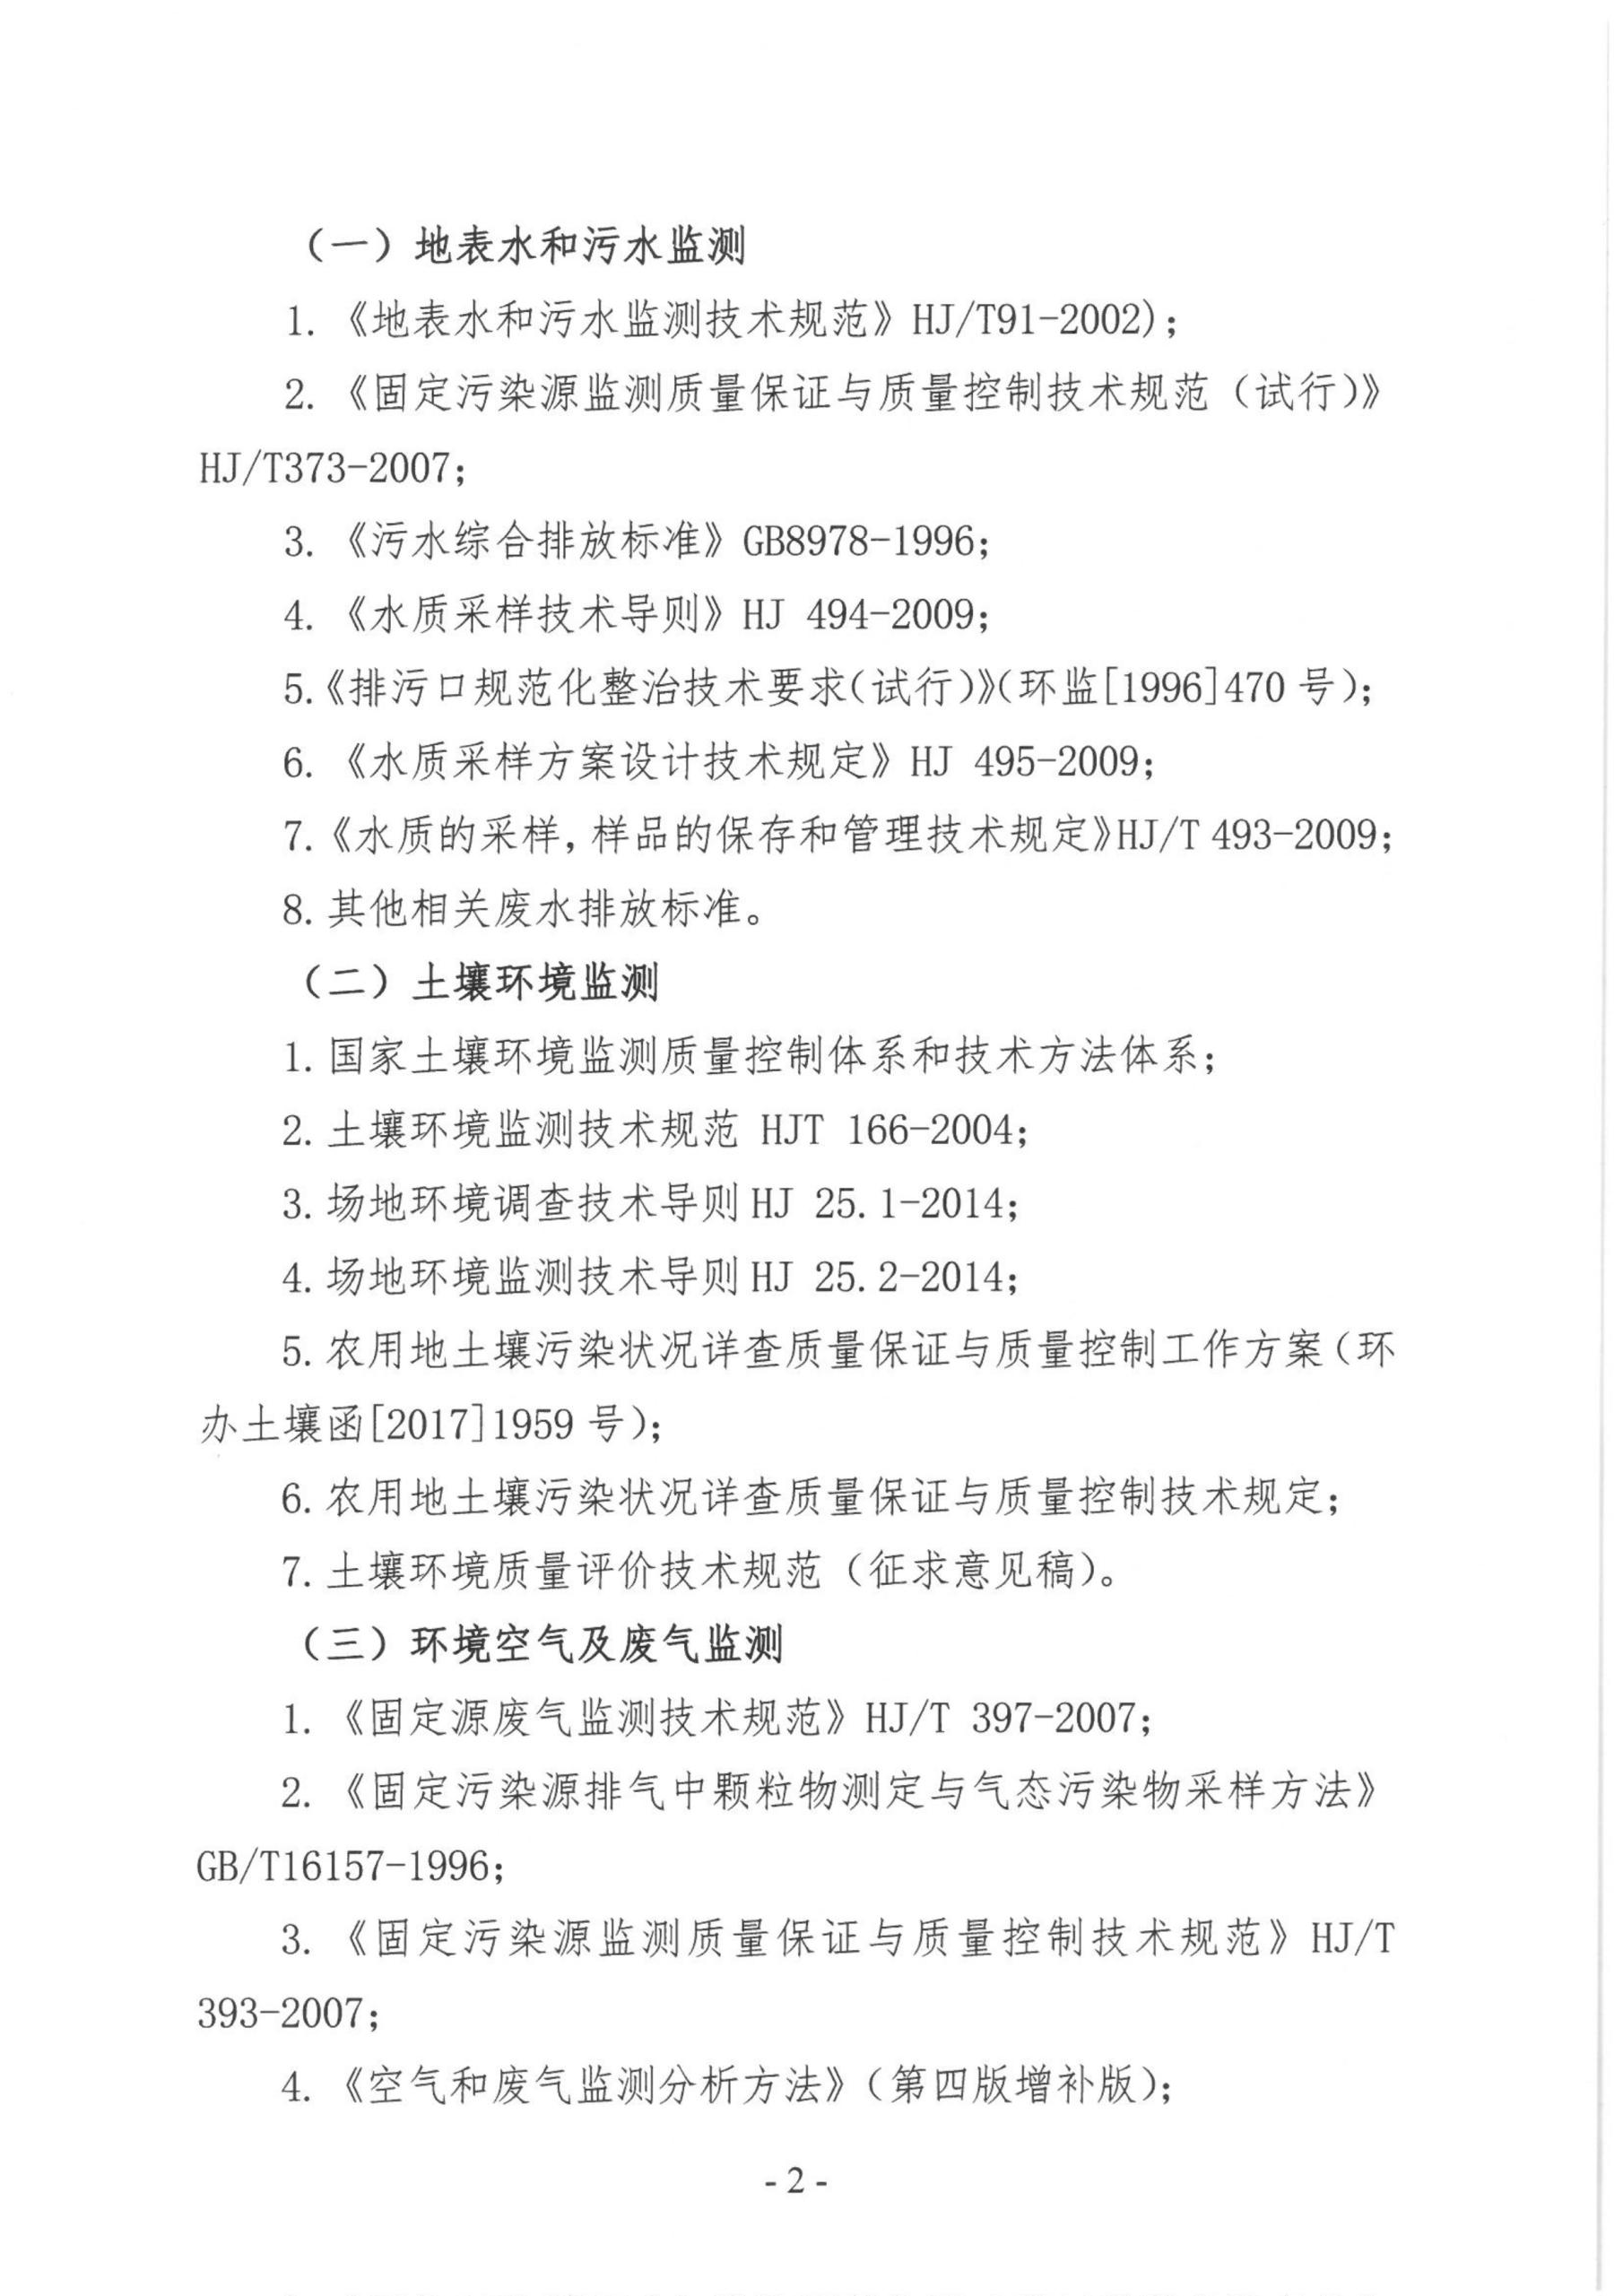 （一）地表水和污水监测
1. 《地表水和污水监测技术规范》HJ/T91-2002)；
2. 《固定污染源监测质量保证与质量控制技术规范（试行)》
HJ/T373-2007；
3. 《污水综合排放标准》GB8978-1996；
4. 《水质采样技术导则》HJ 494-2009；
5.《排污口规范化整治技术要求(试行)》(环监[1996]470 号)；
6. 《水质采样方案设计技术规定》HJ 495-2009；
7.《水质的采样，样品的保存和管理技术规定》HJ/T 493-2009；
8. 其他相关废水排放标准。
（二）土壤环境监测
1. 国家土壤环境监测质量控制体系和技术方法体系；
2. 土壤环境监测技术规范 HJT 166-2004；
3. 场地环境调查技术导则 HJ 25.1-2014；
4. 场地环境监测技术导则 HJ 25.2-2014；
5. 农用地土壤污染状况详查质量保证与质量控制工作方案（环
办土壤函[2017]1959 号)；
6. 农用地土壤污染状况详查质量保证与质量控制技术规定；
7. 土壤环境质量评价技术规范（征求意见稿)。
（三）环境空气及废气监测
1. 《固定源废气监测技术规范》HJ/T 397-2007；
2. 《固定污染源排气中颗粒物测定与气态污染物采样方法》
GB/T16157-1996；
3. 《固定污染源监测质量保证与质量控制技术规范》HJ/T
393-2007；
4. 《空气和废气监测分析方法》（第四版增补版)；
- 2 -